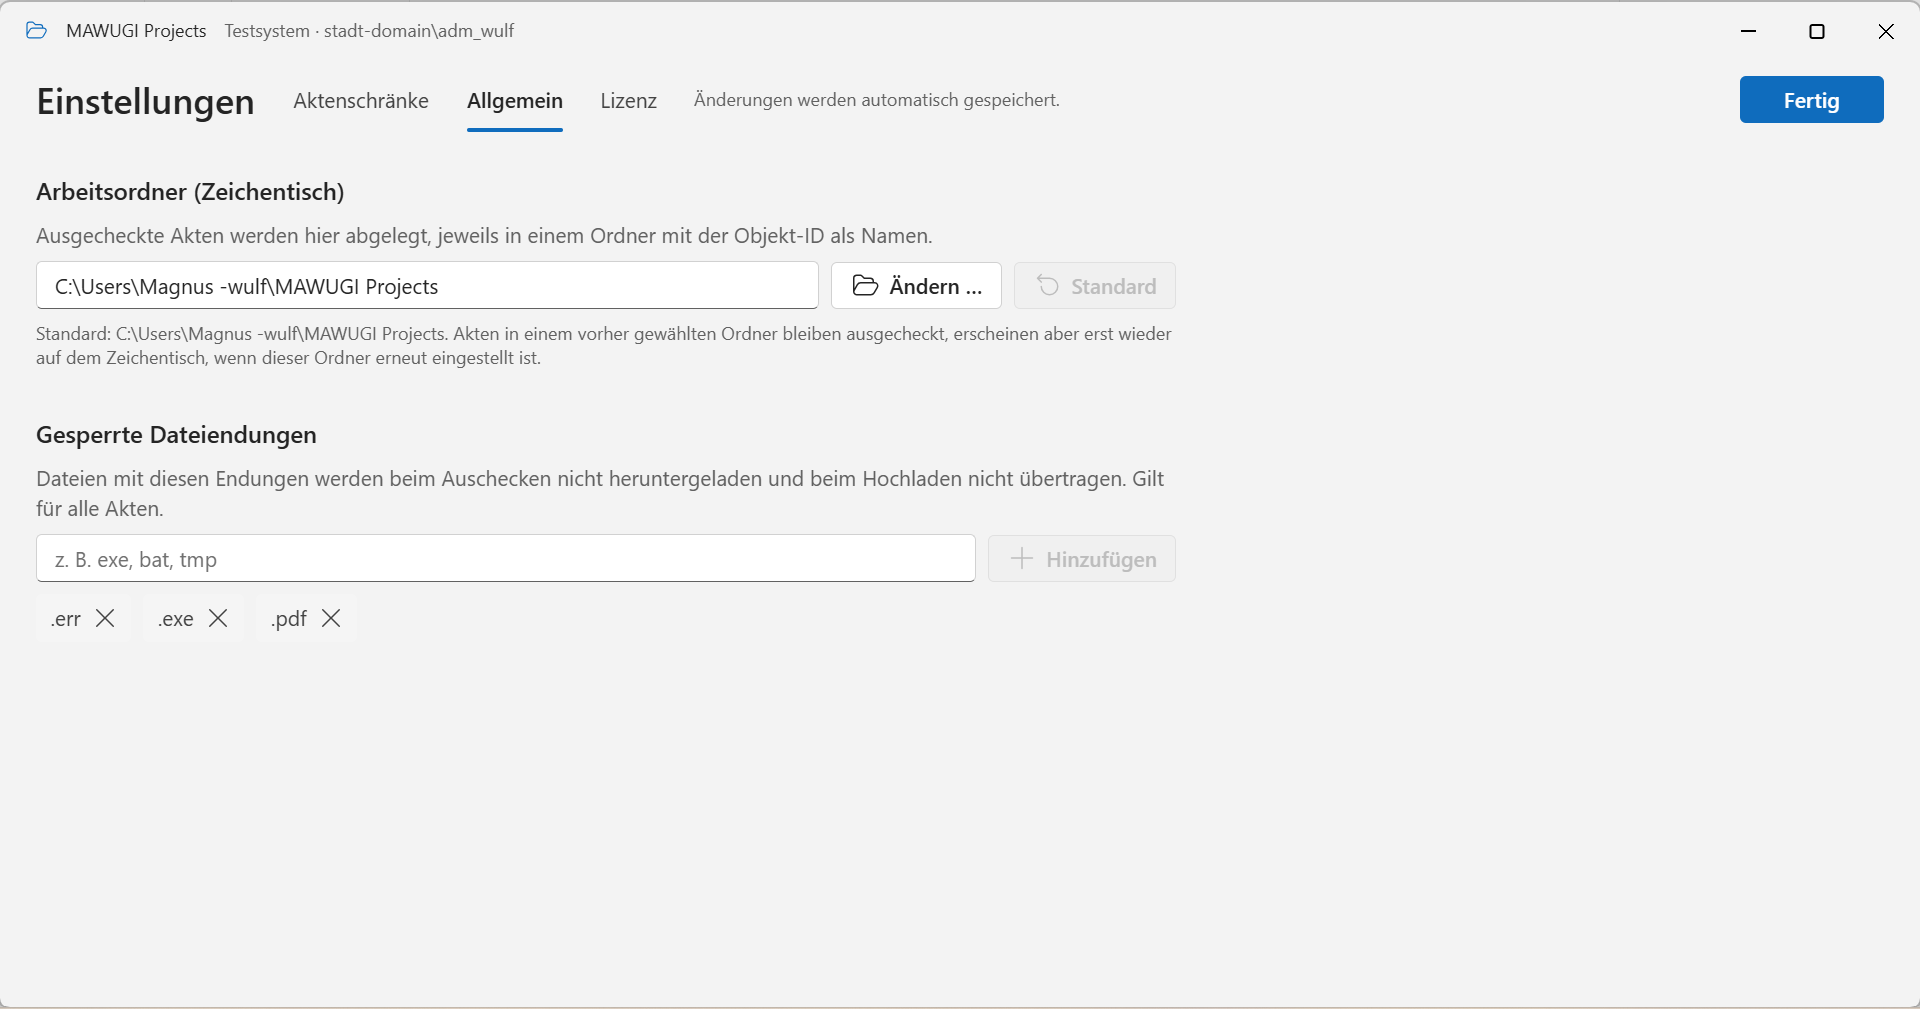 MAWUGI Projects Testsystem · stadt-domain\adm_wulf
Einstellungen Aktenschränke Allgemein Lizenz Änderungen werden automatisch gespeichert. Fertig
Arbeitsordner (Zeichentisch)
Ausgecheckte Akten werden hier abgelegt, jeweils in einem Ordner mit der Objekt-ID als Namen.
C:\Users\Magnus -wulf\MAWUGI Projects Ändern ... Standard
Standard: C:\Users\Magnus -wulf\MAWUGI Projects. Akten in einem vorher gewählten Ordner bleiben ausgecheckt, erscheinen aber erst wieder
auf dem Zeichentisch, wenn dieser Ordner erneut eingestellt ist.
Gesperrte Dateiendungen
Dateien mit diesen Endungen werden beim Auschecken nicht heruntergeladen und beim Hochladen nicht übertragen. Gilt
für alle Akten.
z. B. exe, bat, tmp Hinzufügen
.err .exe .pdf